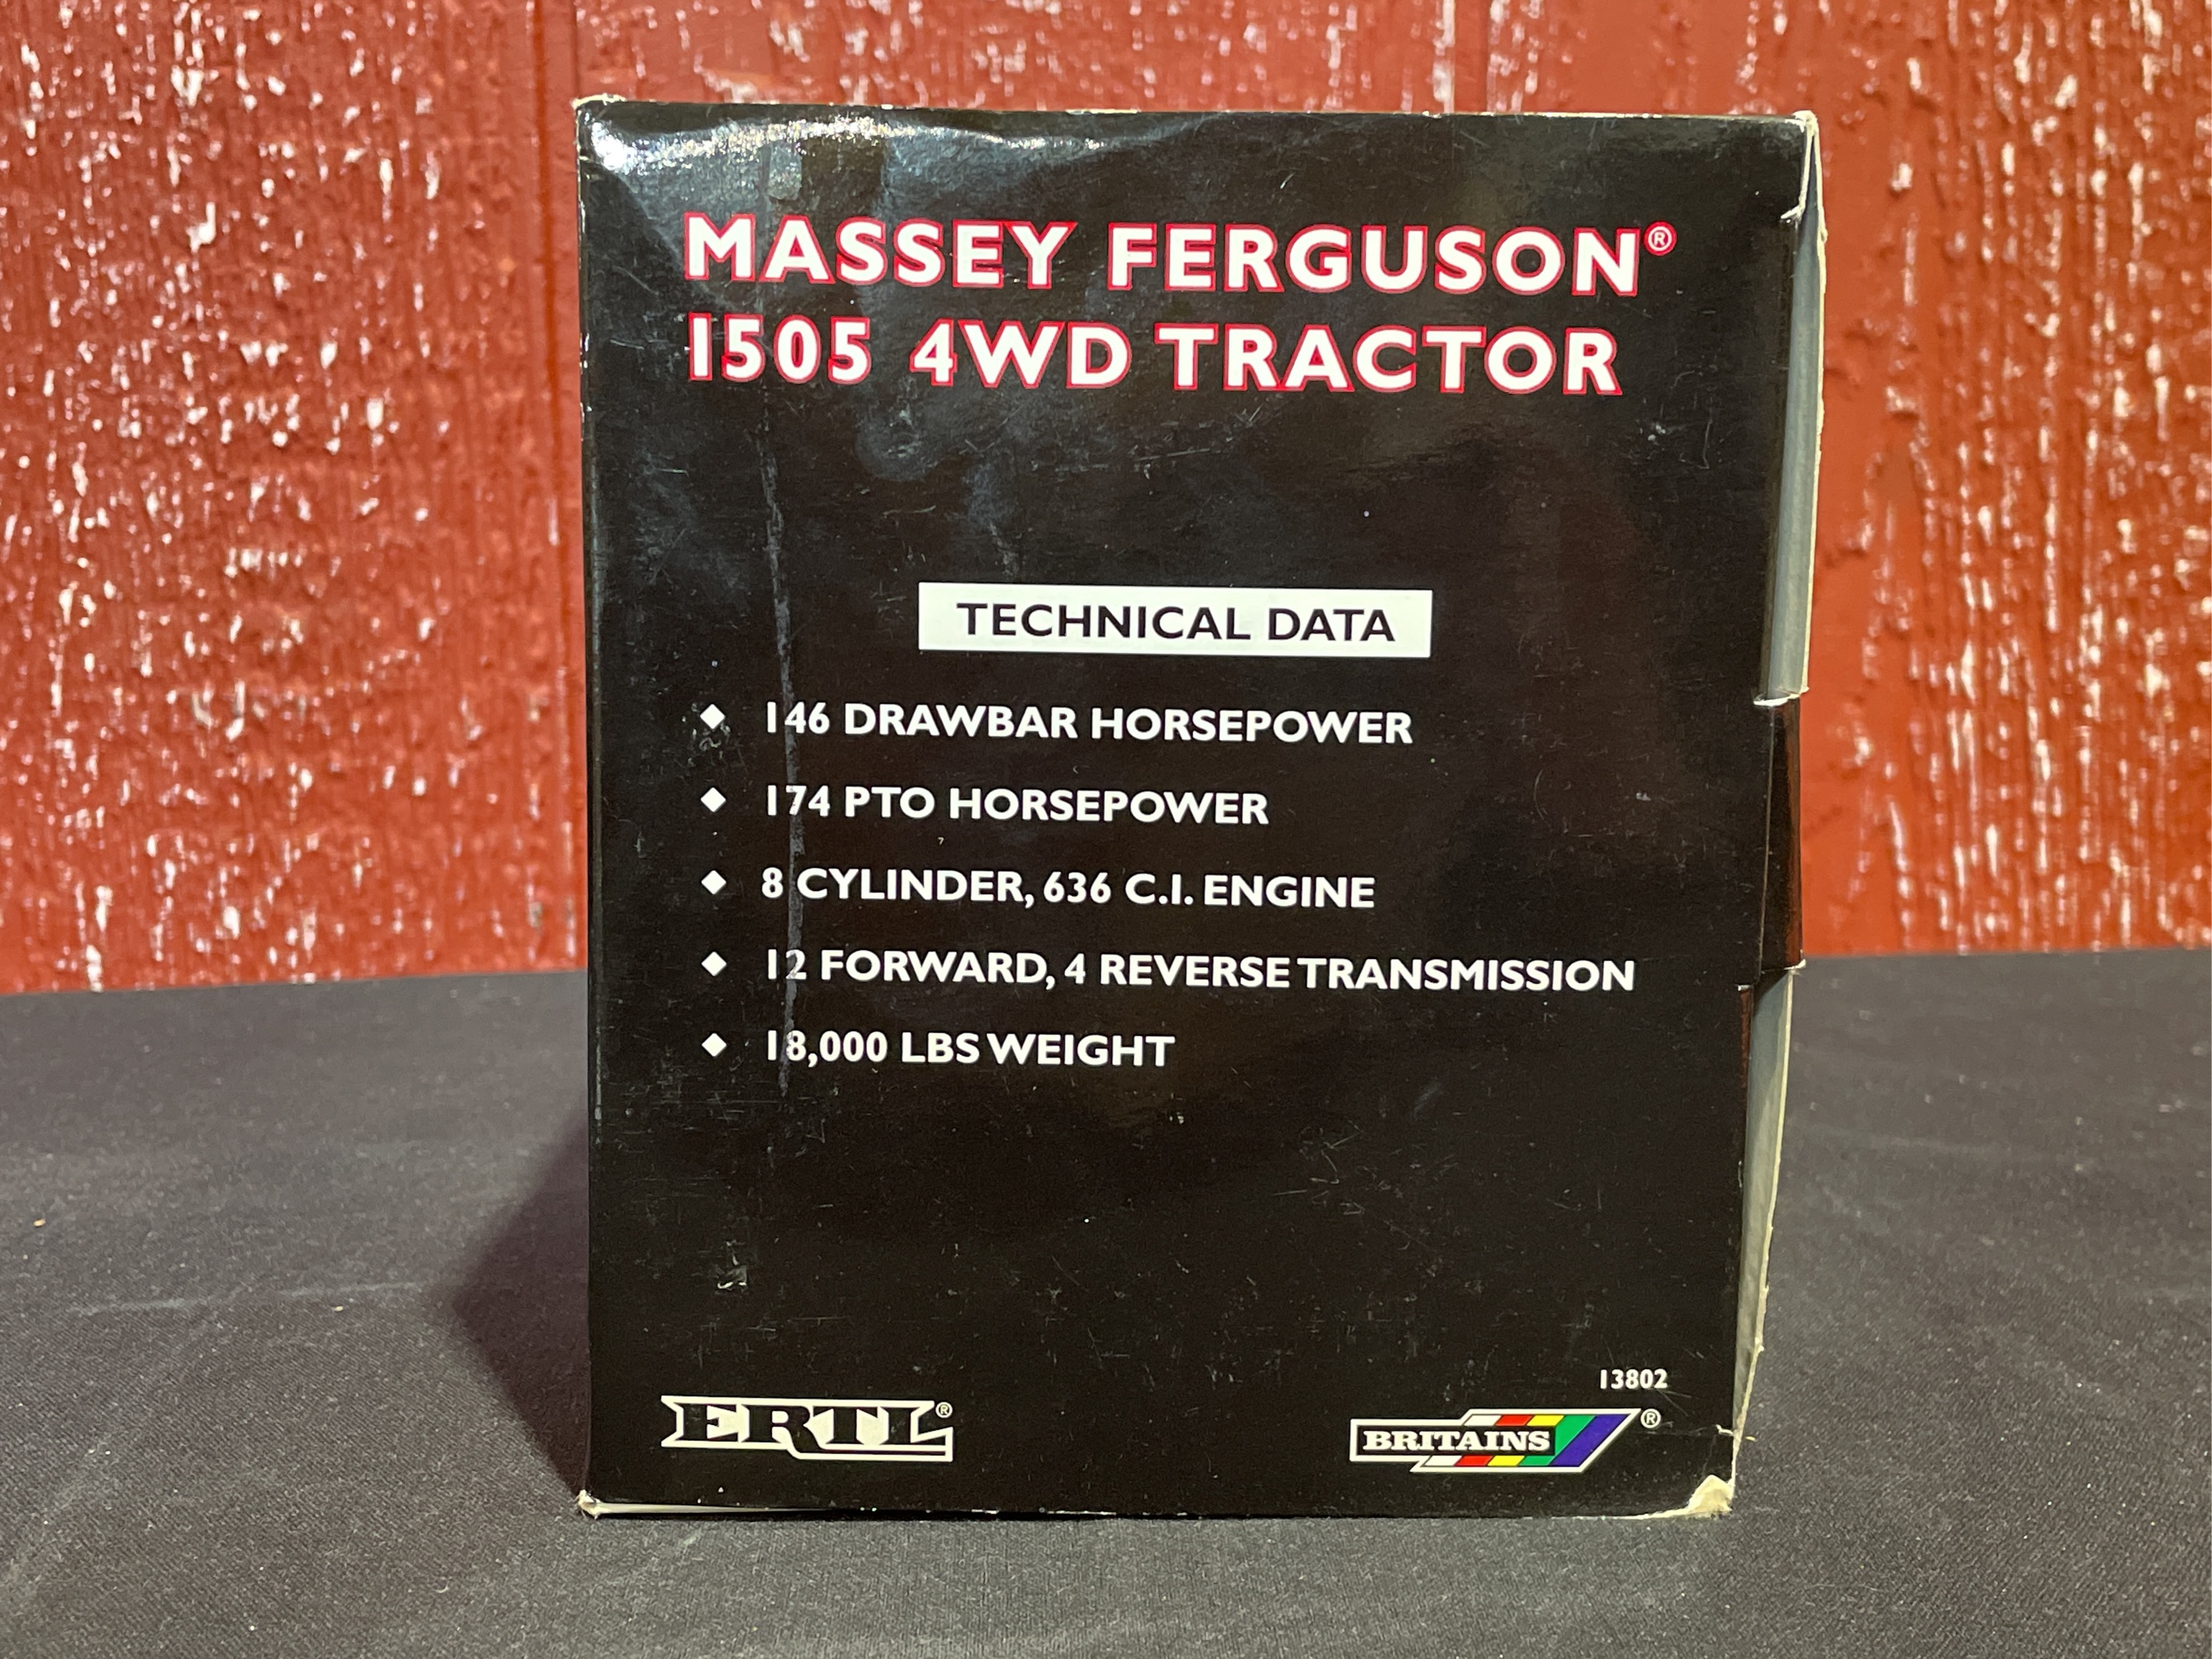 MASSEY FERGUSON®
1505 4WD TRACTOR
TECHNICAL DATA
◆ 146 DRAWBAR HORSEPOWER
◆ 174 PTO HORSEPOWER
◆ 8 CYLINDER, 636 C.I. ENGINE
◆ 12 FORWARD, 4 REVERSE TRANSMISSION
◆ 18,000 LBS WEIGHT
13802
ERTL® BRITAINS®